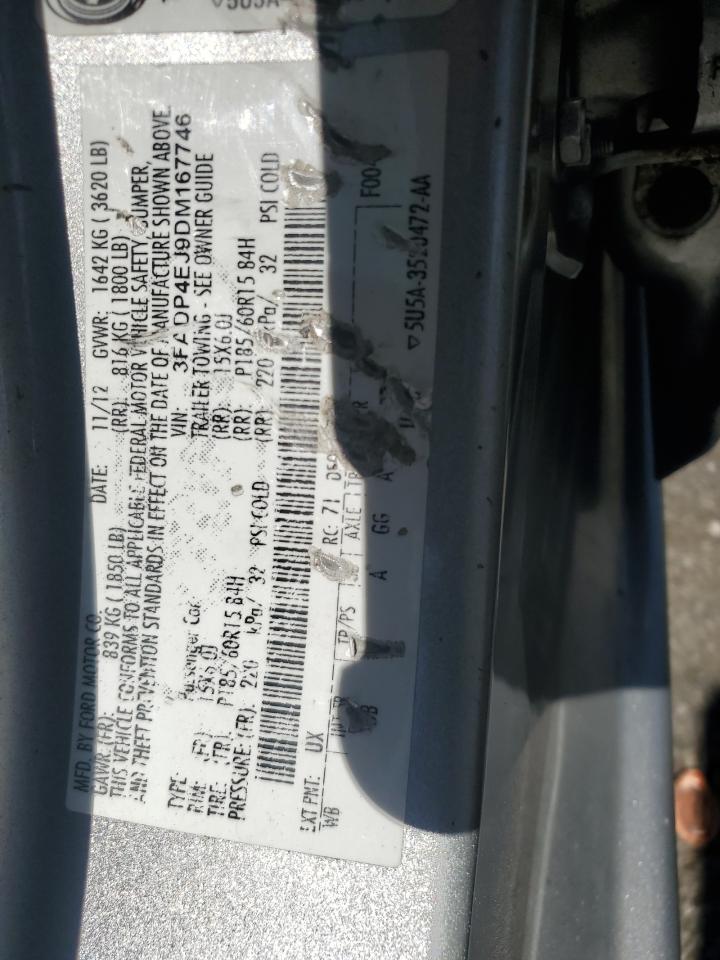 5U5A
MFD. BY FORD MOTOR CO.
DATE: 11/12 GVWR: 1642 KG ( 3620 LB)
GAWR: (FR) 839 KG (1850 LB) (RR): 816 KG (1800 LB)
THIS VEHICLE CONFORMS TO ALL APPLICABLE FEDERAL MOTOR VEHICLE SAFETY, BUMPER,
AND THEFT PREVENTION STANDARDS IN EFFECT ON THE DATE OF MANUFACTURE SHOWN ABOVE.
VIN: 3FADP4EJ9DM167746
TYPE: Passenger Car TRAILER TOWING - SEE OWNER GUIDE
RIM: (FR) 15X6.0J (RR): 15X6.0J
TIRE: (FR) P185/60R15 84H (RR): P185/60R15 84H
PRESSURE: (FR) 220 kPa/ 32 PSI COLD (RR): 220 kPa/ 32 PSI COLD
EXT PNT: UX RC: 71
WB TP/PS AXLE TR
A GG A
5U5A-3520472-AA